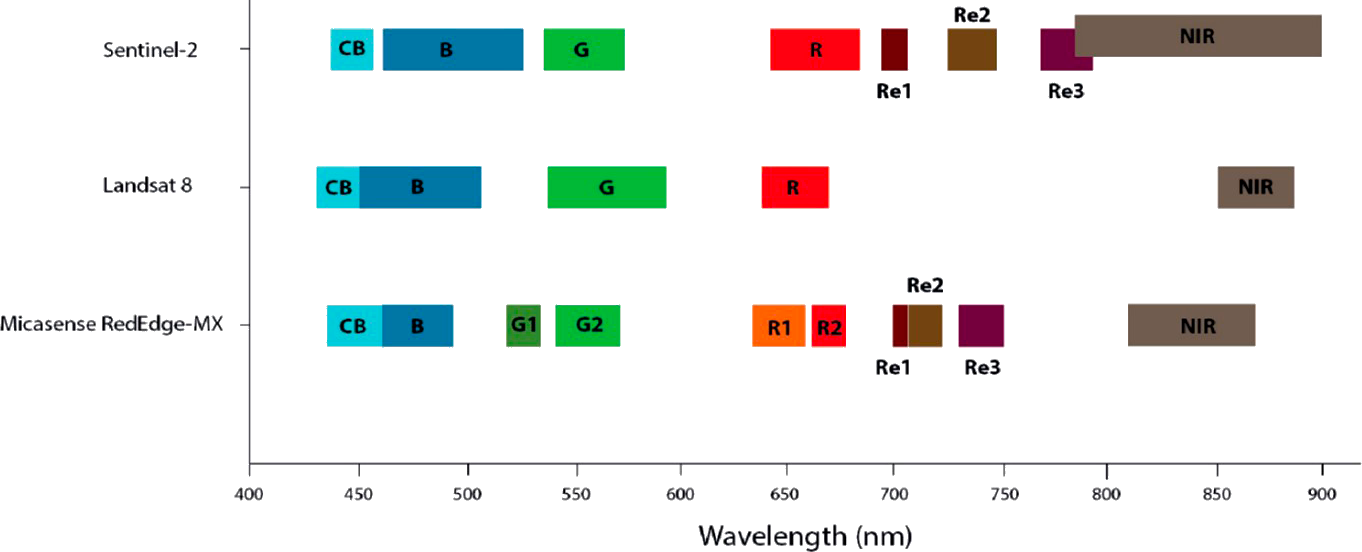 Re2
Sentinel-2 CB B G R NIR
Re1 Re3
Landsat 8 CB B G R NIR
Re2
Micasense RedEdge-MX CB B G1 G2 R1 R2 NIR
Re1 Re3
400 450 500 550 600 650 700 750 800 850 900
Wavelength (nm)